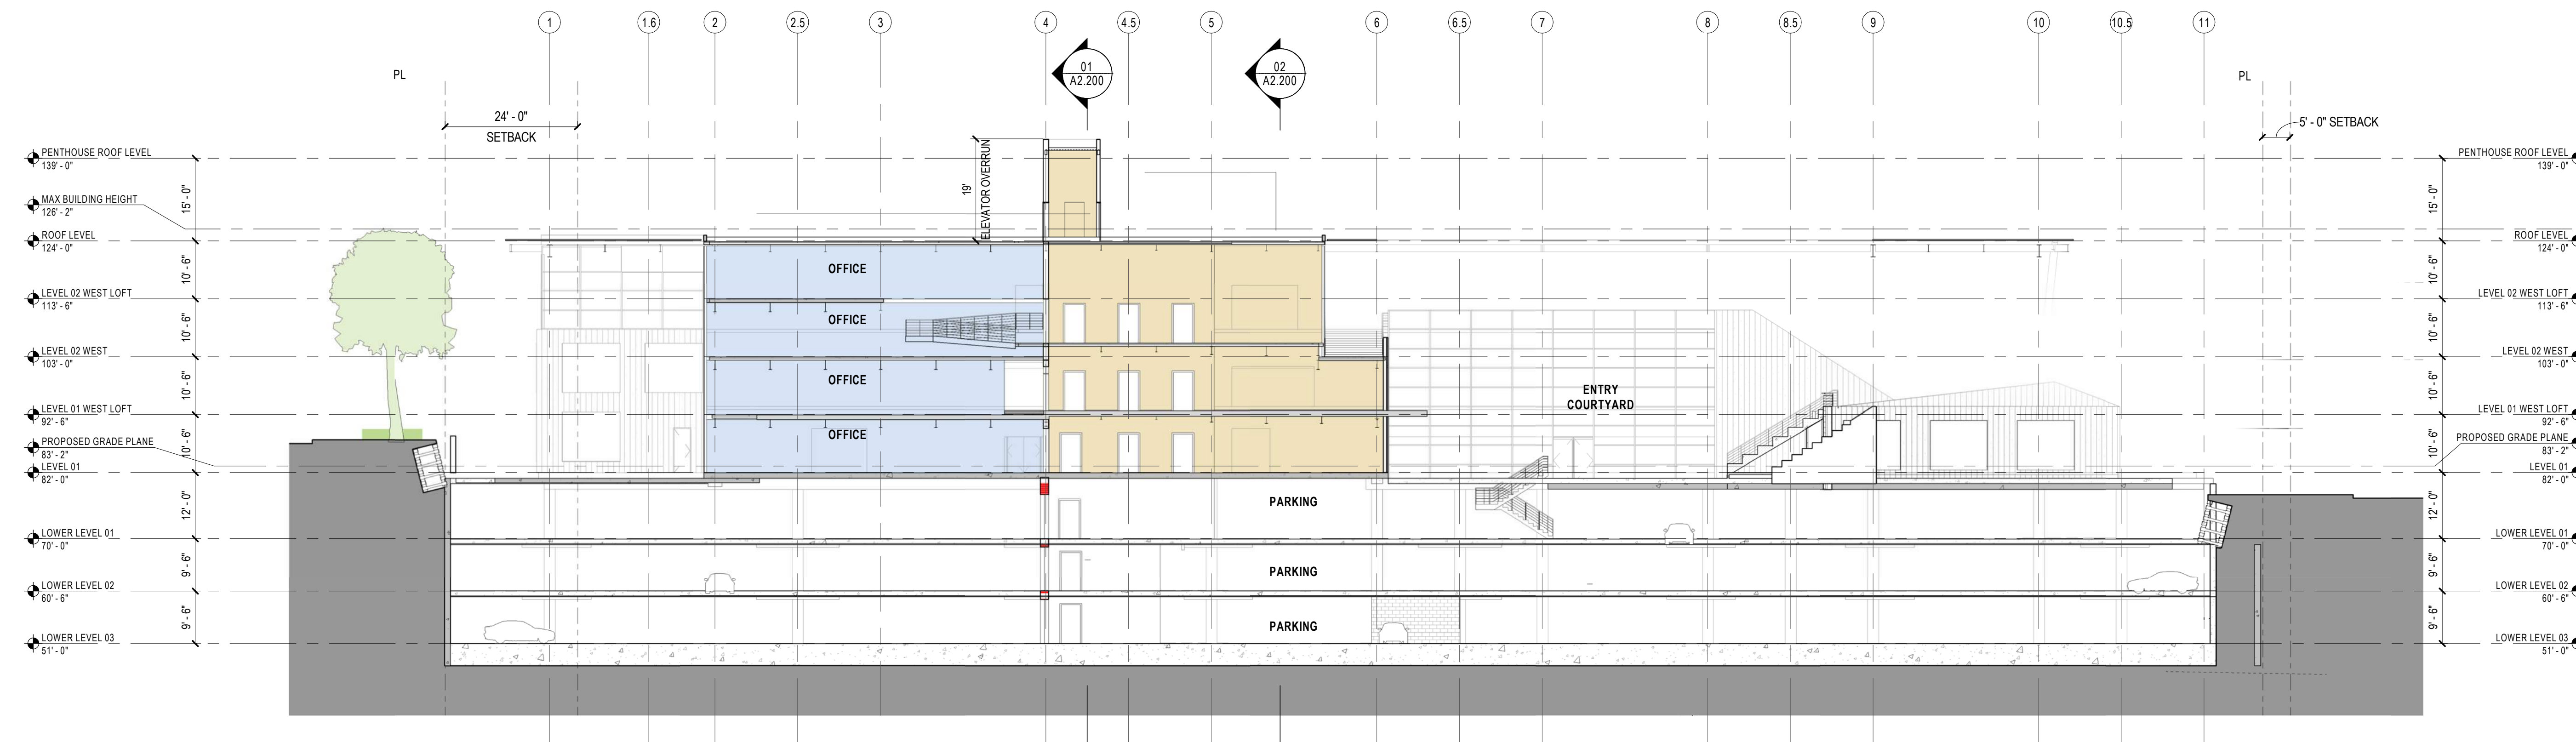 1
1.6
2
2.5
3
4
4.5
5
6
6.5
7
8
8.5
9
10
10.5
11
PL
01
A2.200
02
A2.200
PL
24' - 0"
SETBACK
5' - 0" SETBACK
PENTHOUSE ROOF LEVEL
139' - 0"
MAX BUILDING HEIGHT
126' - 2"
ROOF LEVEL
124' - 0"
LEVEL 02 WEST LOFT
113' - 6"
LEVEL 02 WEST
103' - 0"
LEVEL 01 WEST LOFT
92' - 6"
PROPOSED GRADE PLANE
83' - 2"
LEVEL 01
82' - 0"
LOWER LEVEL 01
70' - 0"
LOWER LEVEL 02
60' - 6"
LOWER LEVEL 03
51' - 0"
15' - 0"
10' - 6"
10' - 6"
10' - 6"
10' - 6"
12' - 0"
9' - 6"
9' - 6"
19'
ELEVATOR OVERRUN
OFFICE
OFFICE
OFFICE
OFFICE
ENTRY
COURTYARD
PARKING
PARKING
PARKING
15' - 0"
10' - 6"
10' - 6"
10' - 6"
10' - 6"
12' - 0"
9' - 6"
9' - 6"
PENTHOUSE ROOF LEVEL
139' - 0"
ROOF LEVEL
124' - 0"
LEVEL 02 WEST LOFT
113' - 6"
LEVEL 02 WEST
103' - 0"
LEVEL 01 WEST LOFT
92' - 6"
PROPOSED GRADE PLANE
83' - 2"
LEVEL 01
82' - 0"
LOWER LEVEL 01
70' - 0"
LOWER LEVEL 02
60' - 6"
LOWER LEVEL 03
51' - 0"